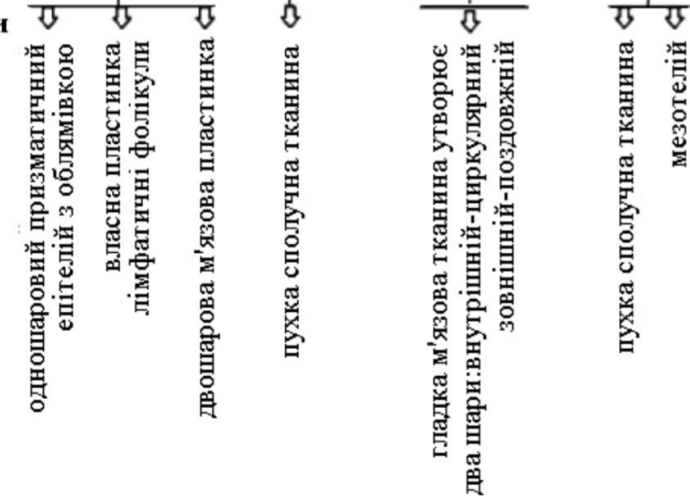 и
одношаровий призматичний
епітелій з облямівкою
власна пластинка
лімфатичні фолікули
двошарова м'язова пластинка
пухка сполучна тканина
гладка м'язова тканина утворює
два шари:внутрішній-циркулярний
зовнішній-поздовжній
пухка сполучна тканина
мезотелій